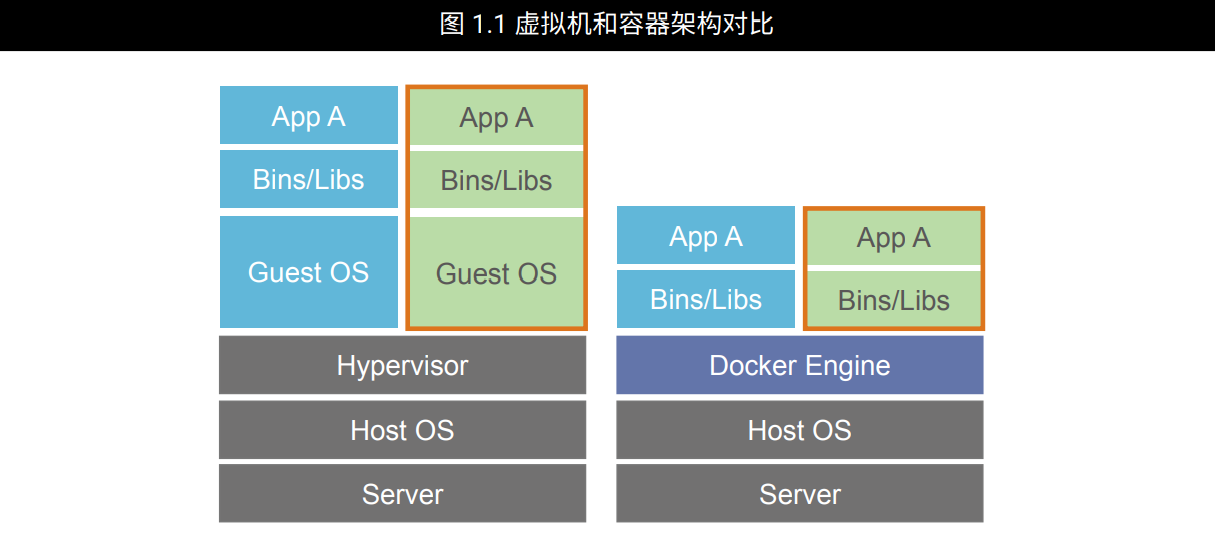 图 1.1 虚拟机和容器架构对比
App A
App A
Bins/Libs
Bins/Libs
Guest OS
Guest OS
Hypervisor
Host OS
Server
App A
App A
Bins/Libs
Bins/Libs
Docker Engine
Host OS
Server